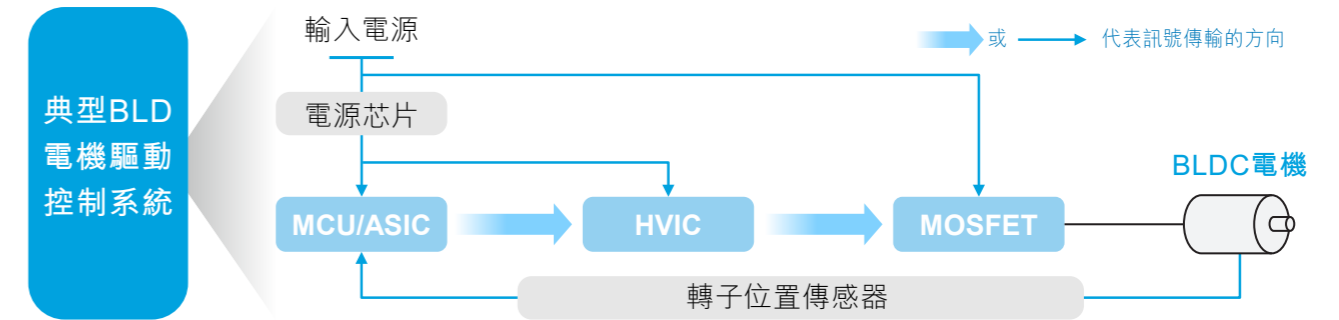 典型BLD
電機驅動
控制系統
輸入電源
或
代表訊號傳輸的方向
電源芯片
BLDC電機
MCU/ASIC
HVIC
MOSFET
轉子位置傳感器